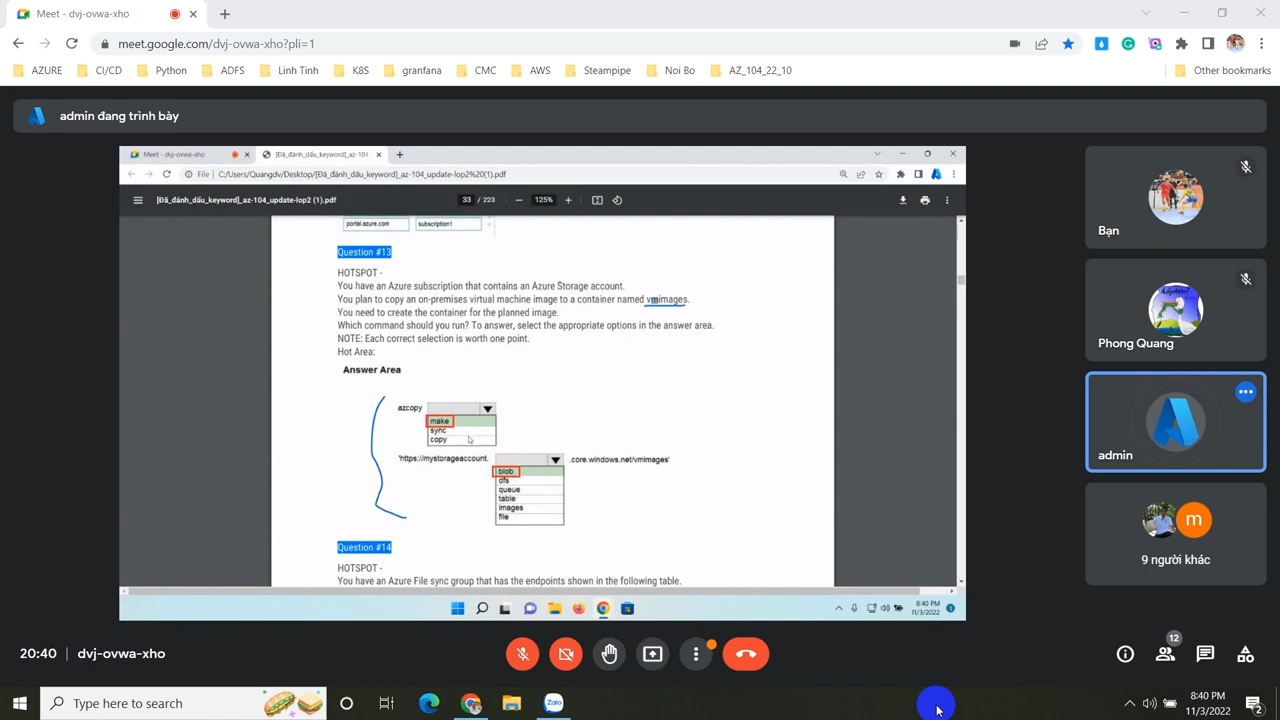 Meet - dvj-ovwa-xho
meet.google.com/dvj-ovwa-xho?pli=1
AZURE
CI/CD
Python
ADFS
Linh Tinh
K8S
granfana
CMC
AWS
Steampipe
Noi Bo
AZ_104_22_10
Other bookmarks
admin đang trình bày
Meet - dvj-ovwa-xho
[Đã_đánh_dấu_keyword]_az-104
File | C:/Users/Quangdv/Desktop/[Đã_đánh_dấu_keyword]_az-104_update-lop2%20(1).pdf
[Đã_đánh_dấu_keyword]_az-104_update-lop2 (1).pdf
33 / 223
125%
portal.azure.com
subscription1
Question #13
HOTSPOT -
You have an Azure subscription that contains an Azure Storage account.
You plan to copy an on-premises virtual machine image to a container named vmimages.
You need to create the container for the planned image.
Which command should you run? To answer, select the appropriate options in the answer area.
NOTE: Each correct selection is worth one point.
Hot Area:
Answer Area
azcopy
make
sync
copy
'https://mystorageaccount.
.core.windows.net/vmimages'
blob
dfs
queue
table
images
file
Question #14
HOTSPOT -
You have an Azure File sync group that has the endpoints shown in the following table.
8:40 PM
11/3/2022
Bạn
Phong Quang
admin
m
9 người khác
20:40 | dvj-ovwa-xho
12
Type here to search
Zalo
8:40 PM
11/3/2022
2